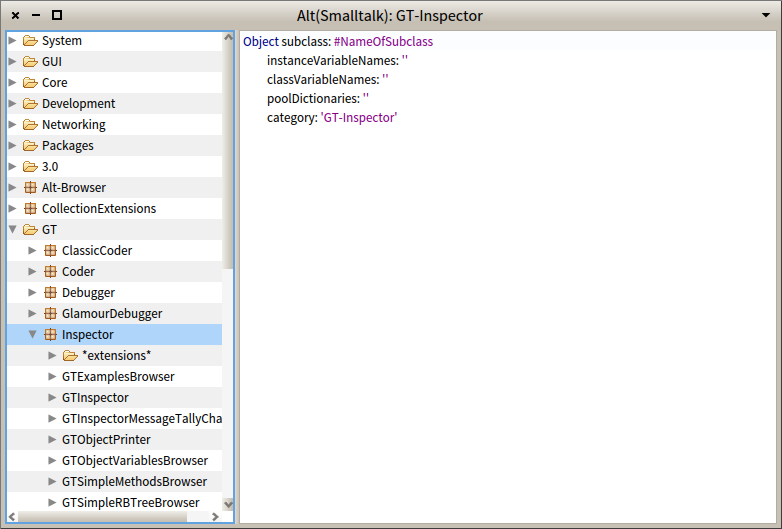 Alt(Smalltalk): GT-Inspector
System
GUI
Core
Development
Networking
Packages
3.0
Alt-Browser
CollectionExtensions
GT
ClassicCoder
Coder
Debugger
GlamourDebugger
Inspector
*extensions*
GTExamplesBrowser
GTInspector
GTInspectorMessageTallyCha
GTObjectPrinter
GTObjectVariablesBrowser
GTSimpleMethodsBrowser
GTSimpleRBTreeBrowser
Object subclass: #NameOfSubclass
instanceVariableNames: ''
classVariableNames: ''
poolDictionaries: ''
category: 'GT-Inspector'